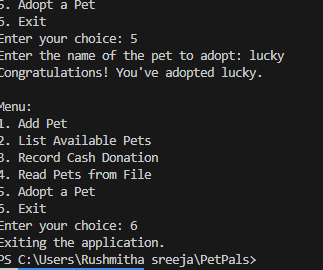 5. Adopt a Pet
6. Exit
Enter your choice: 5
Enter the name of the pet to adopt: lucky
Congratulations! You've adopted lucky.
Menu:
1. Add Pet
2. List Available Pets
3. Record Cash Donation
4. Read Pets from File
5. Adopt a Pet
6. Exit
Enter your choice: 6
Exiting the application.
PS C:\Users\Rushmitha sreeja\PetPals>